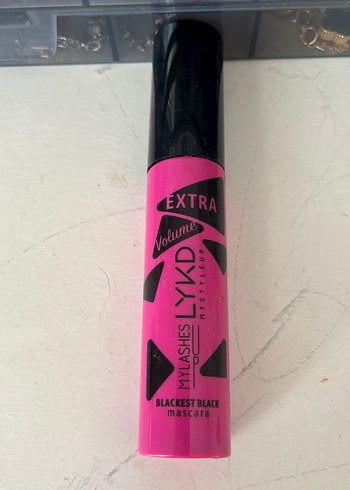 EXTRA
Volume
MYLASHES
LYKD
MYSTYLEUP
BLACKEST BLACK
mascara